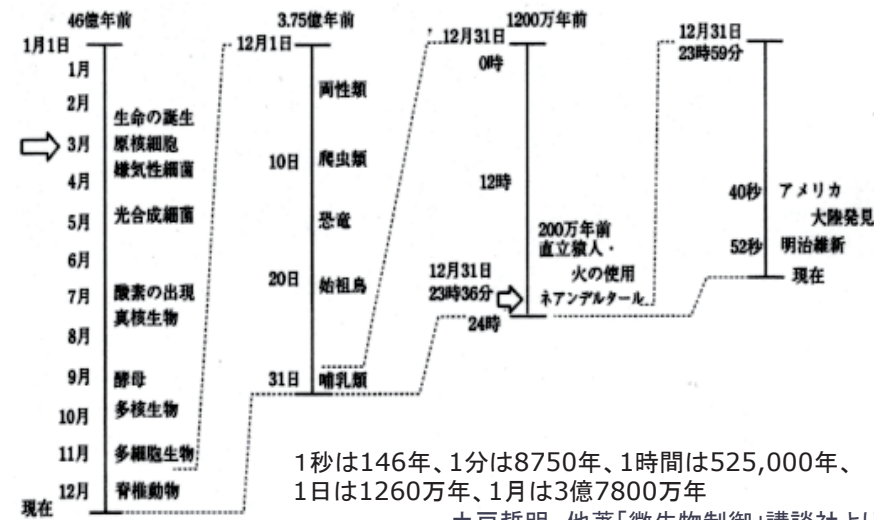 46億年前
1月1日
1月
2月
生命の誕生
3月 原核細胞
嫌気性細菌
4月
5月 光合成細菌
6月
7月 酸素の出現
真核生物
8月
9月 酵母
10月 多核生物
11月 多細胞生物
12月 脊椎動物
現在
3.75億年前
12月1日
両性類
10日 爬虫類
恐竜
20日 始祖鳥
31日 哺乳類
1200万年前
12月31日
0時
12時
200万年前
直立猿人・
火の使用
12月31日
23時36分
ネアンデルタール
24時
12月31日
23時59分
40秒 アメリカ
大陸発見
52秒 明治維新
現在
1秒は146年、1分は8750年、1時間は525,000年、
1日は1260万年、1月は3億7800万年